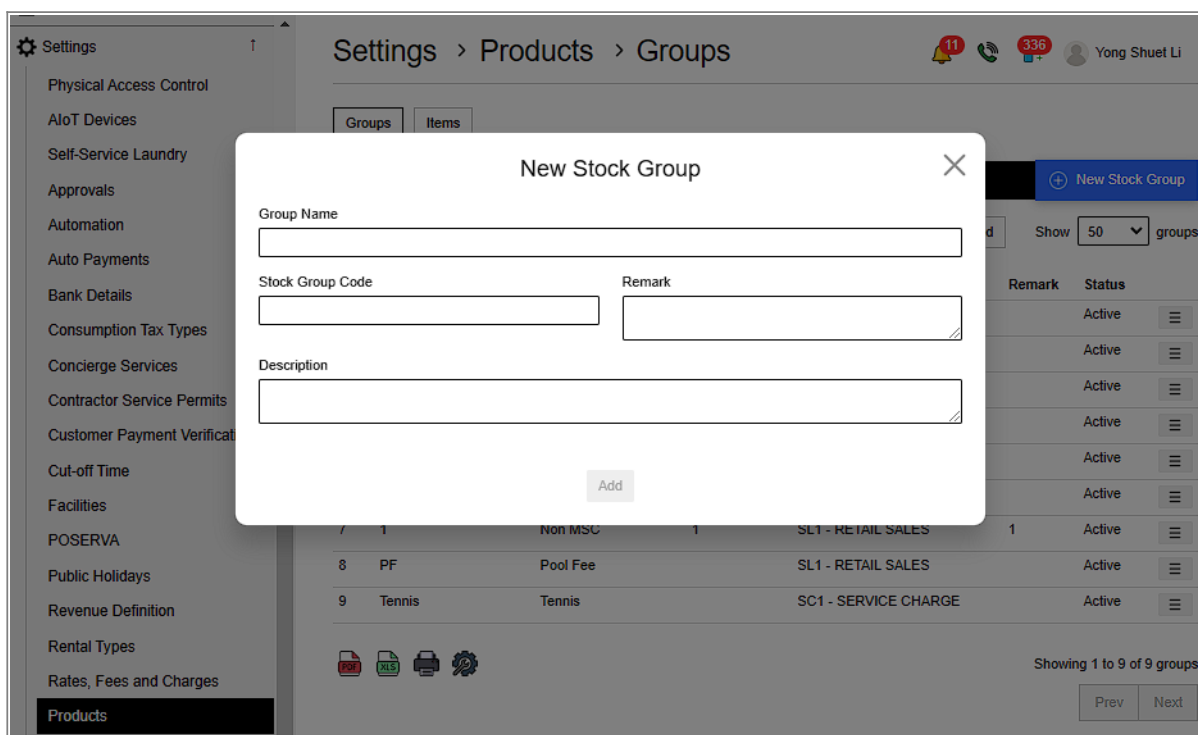 Settings ↑
Physical Access Control
AIoT Devices
Self-Service Laundry
Approvals
Automation
Auto Payments
Bank Details
Consumption Tax Types
Concierge Services
Contractor Service Permits
Customer Payment Verificati
Cut-off Time
Facilities
POSERVA
Public Holidays
Revenue Definition
Rental Types
Rates, Fees and Charges
Products
Settings > Products > Groups
11 336 Yong Shuet Li
Groups Items
New Stock Group
d Show 50 groups
Remark Status
Active
Active
Active
Active
Active
Active
7 1 Non MSC 1 SL1 - RETAIL SALES 1 Active
8 PF Pool Fee SL1 - RETAIL SALES Active
9 Tennis Tennis SC1 - SERVICE CHARGE Active
PDF XLS
Showing 1 to 9 of 9 groups
Prev Next
New Stock Group
Group Name
Stock Group Code Remark
Description
Add